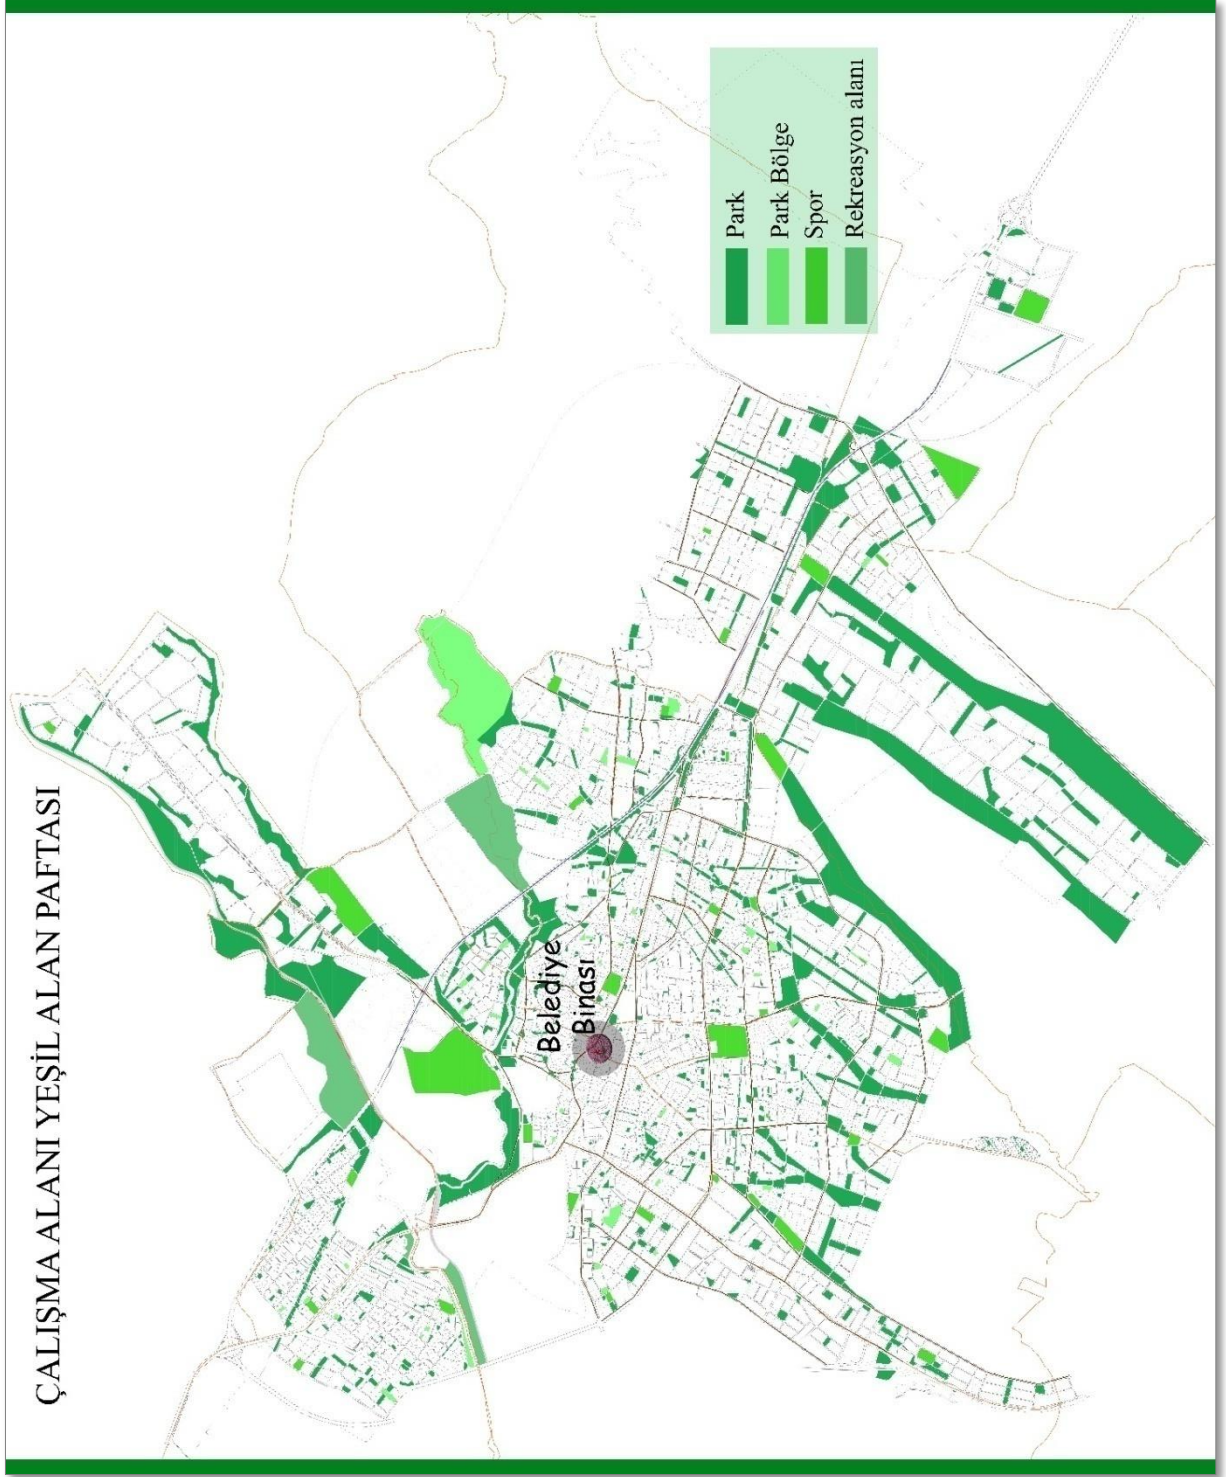 ÇALIŞMA ALANI YEŞİL ALAN PAFTASI
Park
Park Bölge
Spor
Rekreasyon alanı
Belediye
Binası